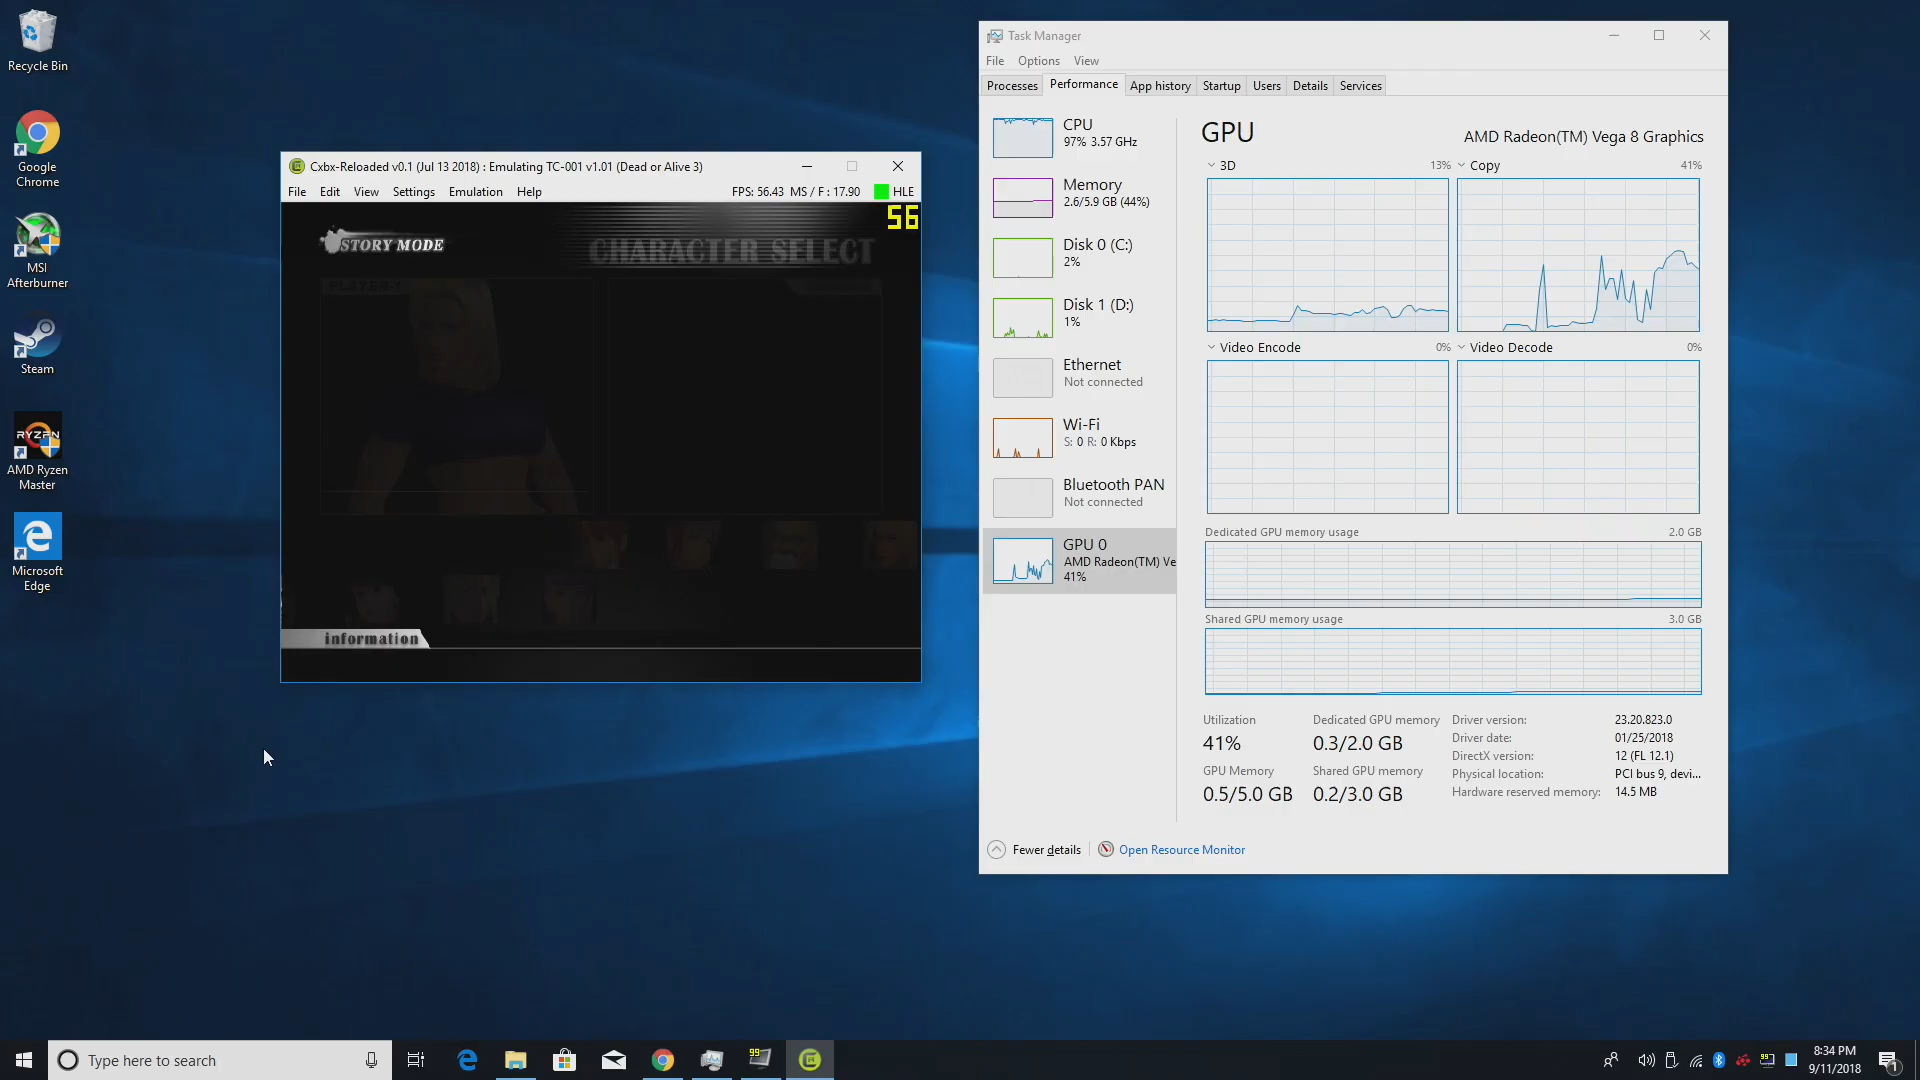 Recycle Bin
Google
Chrome
MSI
Afterburner
Steam
RYZEN
AMD Ryzen
Master
Microsoft
Edge
Cxbx-Reloaded v0.1 (Jul 13 2018) : Emulating TC-001 v1.01 (Dead or Alive 3)
File Edit View Settings Emulation Help FPS: 56.43 MS / F : 17.90 HLE
56
STORY MODE
CHARACTER SELECT
PLAYER-1
information
Task Manager
File Options View
Processes Performance App history Startup Users Details Services
CPU
97% 3.57 GHz
Memory
2.6/5.9 GB (44%)
Disk 0 (C:)
2%
Disk 1 (D:)
1%
Ethernet
Not connected
Wi-Fi
S: 0 R: 0 Kbps
Bluetooth PAN
Not connected
GPU 0
AMD Radeon(TM) Ve
41%
GPU AMD Radeon(TM) Vega 8 Graphics
3D 13% Copy 41%
Video Encode 0% Video Decode 0%
Dedicated GPU memory usage 2.0 GB
Shared GPU memory usage 3.0 GB
Utilization
41%
Dedicated GPU memory
0.3/2.0 GB
GPU Memory
0.5/5.0 GB
Shared GPU memory
0.2/3.0 GB
Driver version: 23.20.823.0
Driver date: 01/25/2018
DirectX version: 12 (FL 12.1)
Physical location: PCI bus 9, devi...
Hardware reserved memory: 14.5 MB
Fewer details Open Resource Monitor
Type here to search
99
99
8:34 PM
9/11/2018
1